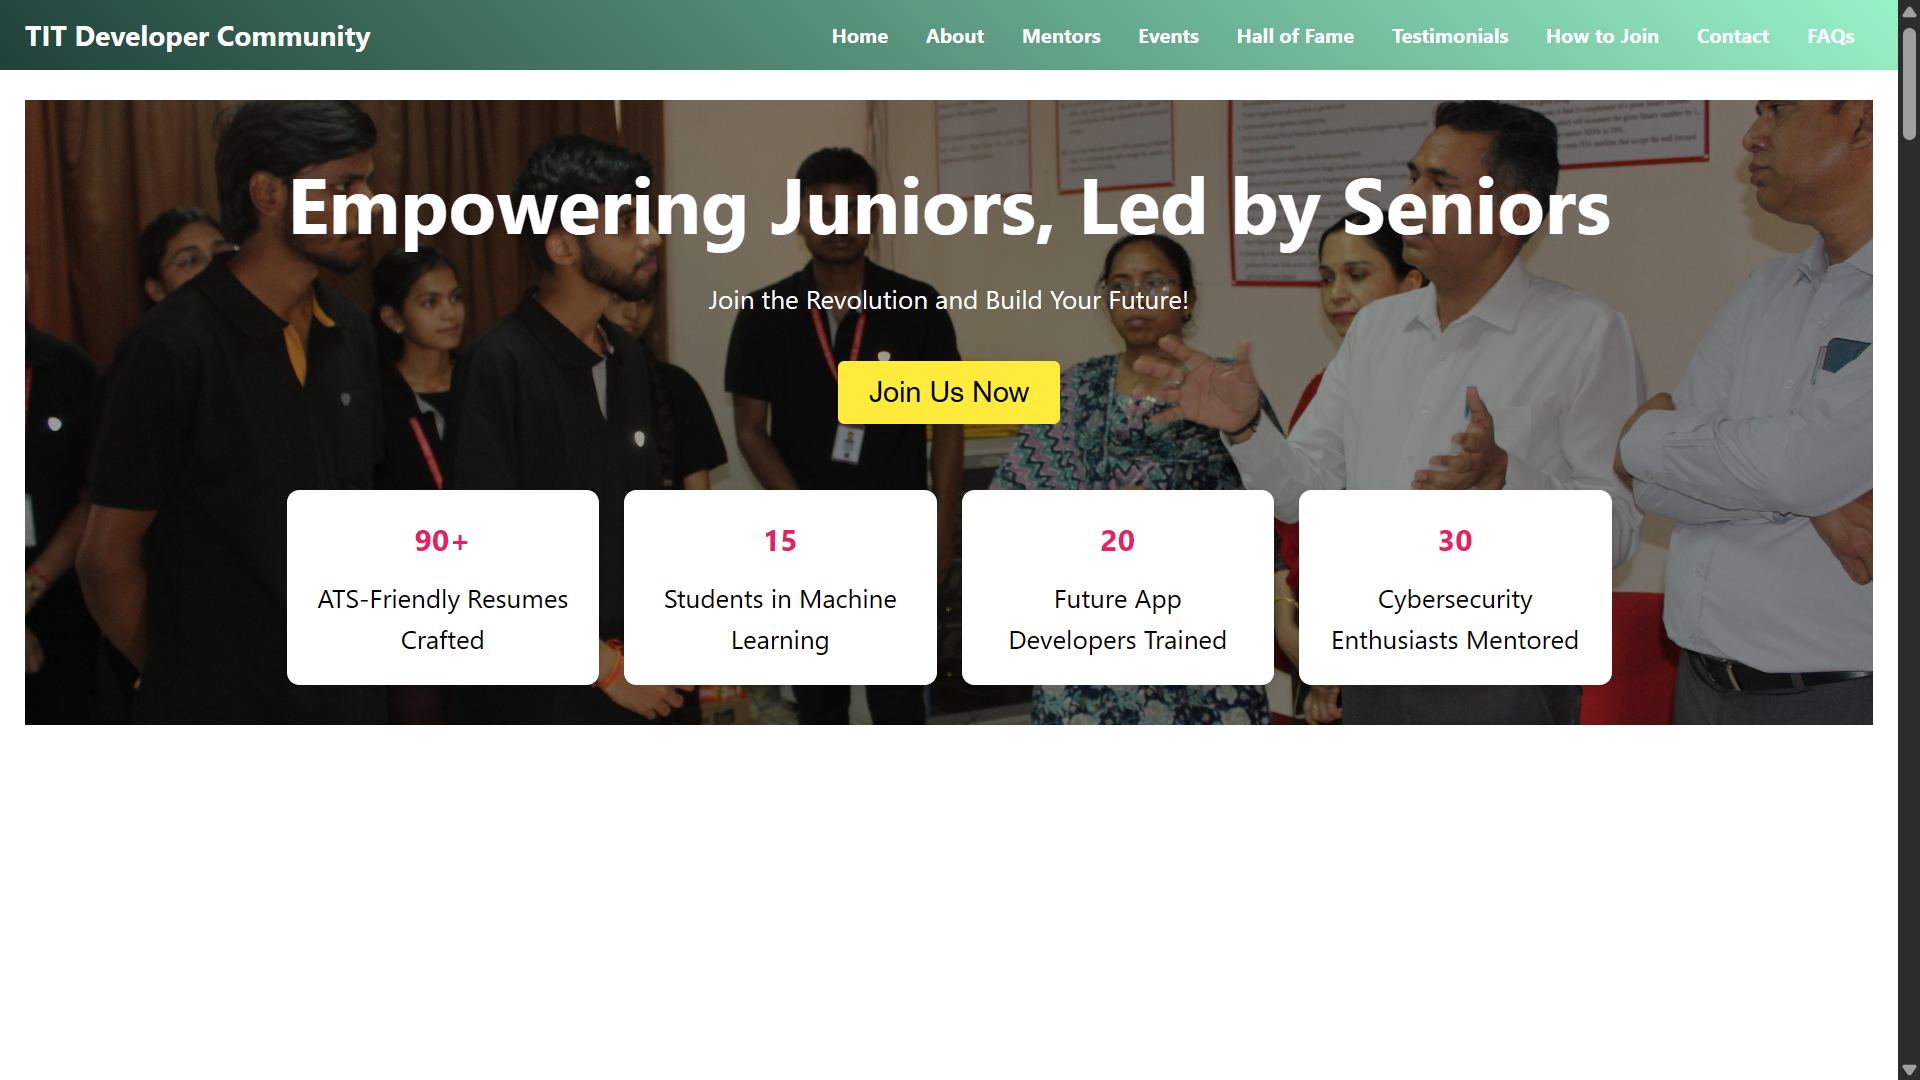 TIT Developer Community
Home About Mentors Events Hall of Fame Testimonials How to Join Contact FAQs
Empowering Juniors, Led by Seniors
Join the Revolution and Build Your Future!
Join Us Now
90+
ATS-Friendly Resumes
Crafted
15
Students in Machine
Learning
20
Future App
Developers Trained
30
Cybersecurity
Enthusiasts Mentored